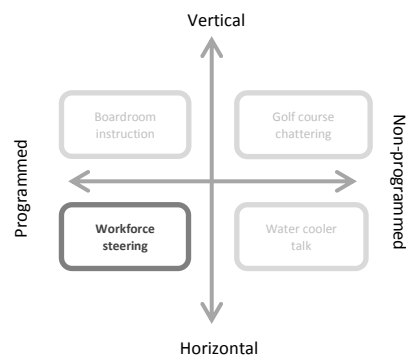 Vertical
Boardroom
instruction
Golf course
chattering
Programmed
Non-programmed
Workforce
steering
Water cooler
talk
Horizontal